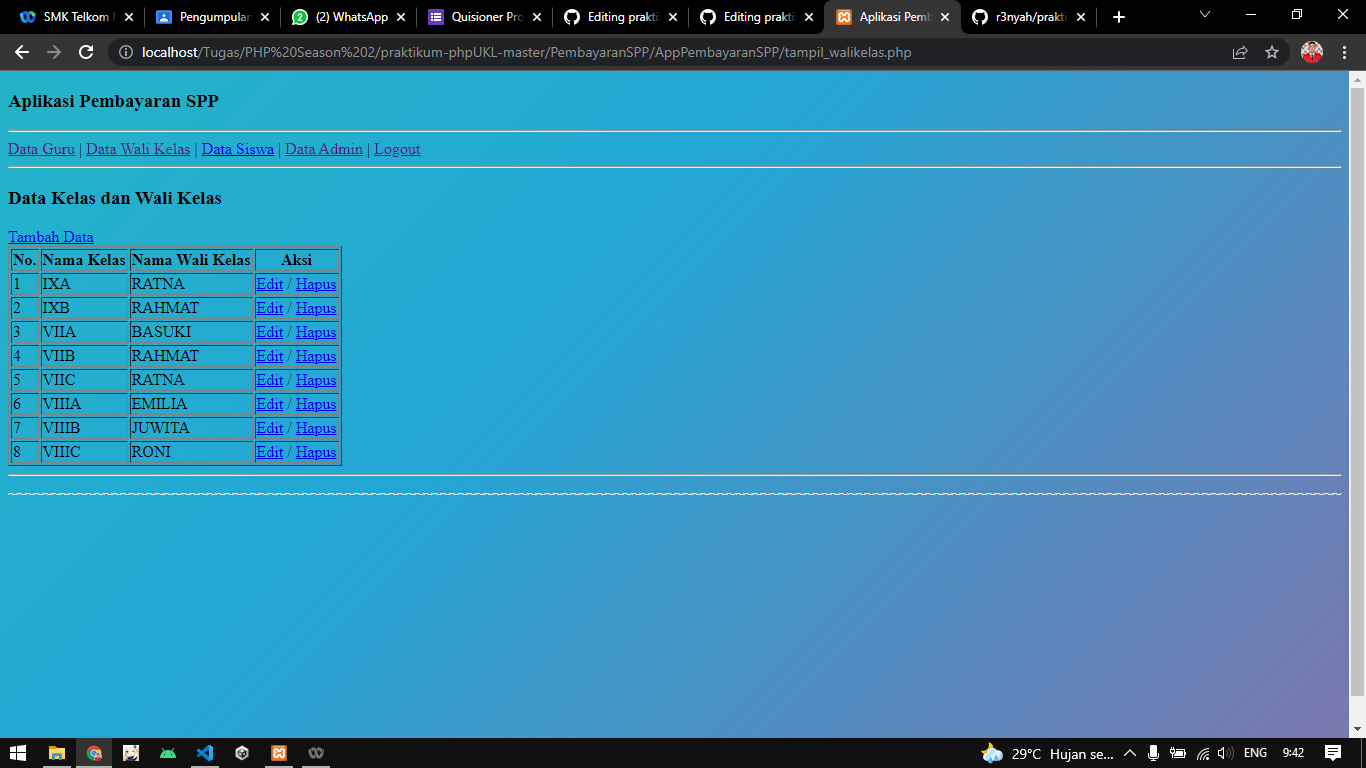 SMK Telkom
Pengumpulan
(2) WhatsApp
Quisioner Pro
Editing prakti
Editing prakti
Aplikasi Pemb
r3nyah/prakti
localhost/Tugas/PHP%20Season%202/praktikum-phpUKL-master/PembayaranSPP/AppPembayaranSPP/tampil_walikelas.php
Aplikasi Pembayaran SPP
Data Guru | Data Wali Kelas | Data Siswa | Data Admin | Logout
Data Kelas dan Wali Kelas
Tambah Data
No. Nama Kelas Nama Wali Kelas Aksi
1 IXA RATNA Edit / Hapus
2 IXB RAHMAT Edit / Hapus
3 VIIA BASUKI Edit / Hapus
4 VIIB RAHMAT Edit / Hapus
5 VIIC RATNA Edit / Hapus
6 VIIIA EMILIA Edit / Hapus
7 VIIIB JUWITA Edit / Hapus
8 VIIIC RONI Edit / Hapus
29°C Hujan se... ENG 9:42